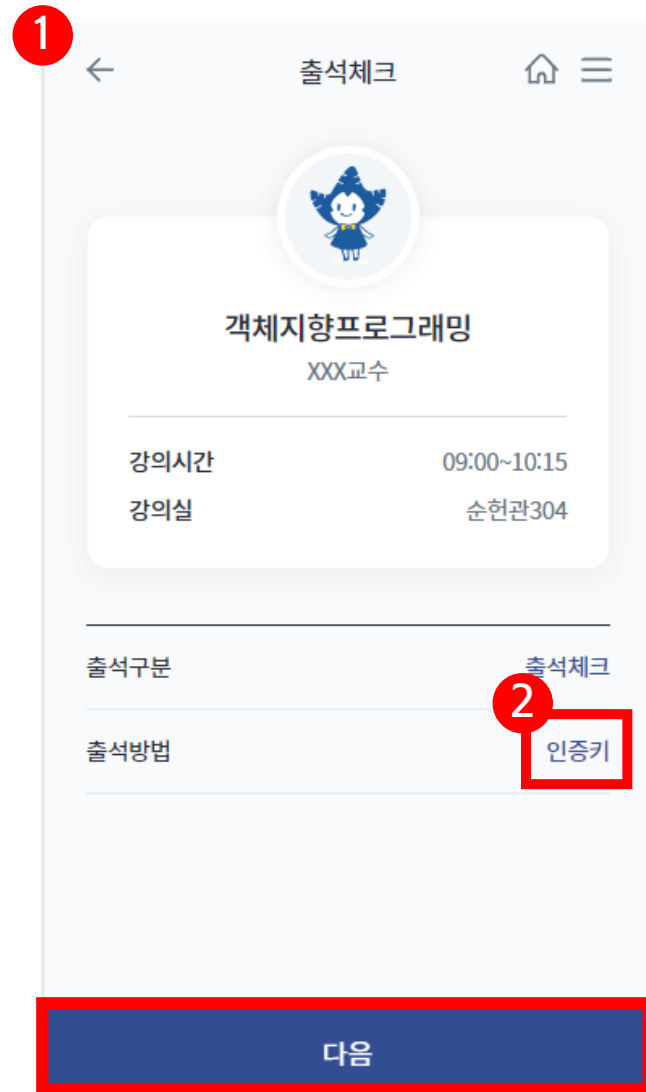 1
출석체크
객체지향프로그래밍
XXX교수
강의시간 09:00~10:15
강의실 순헌관304
출석구분 출석체크
2
출석방법 인증키
다음